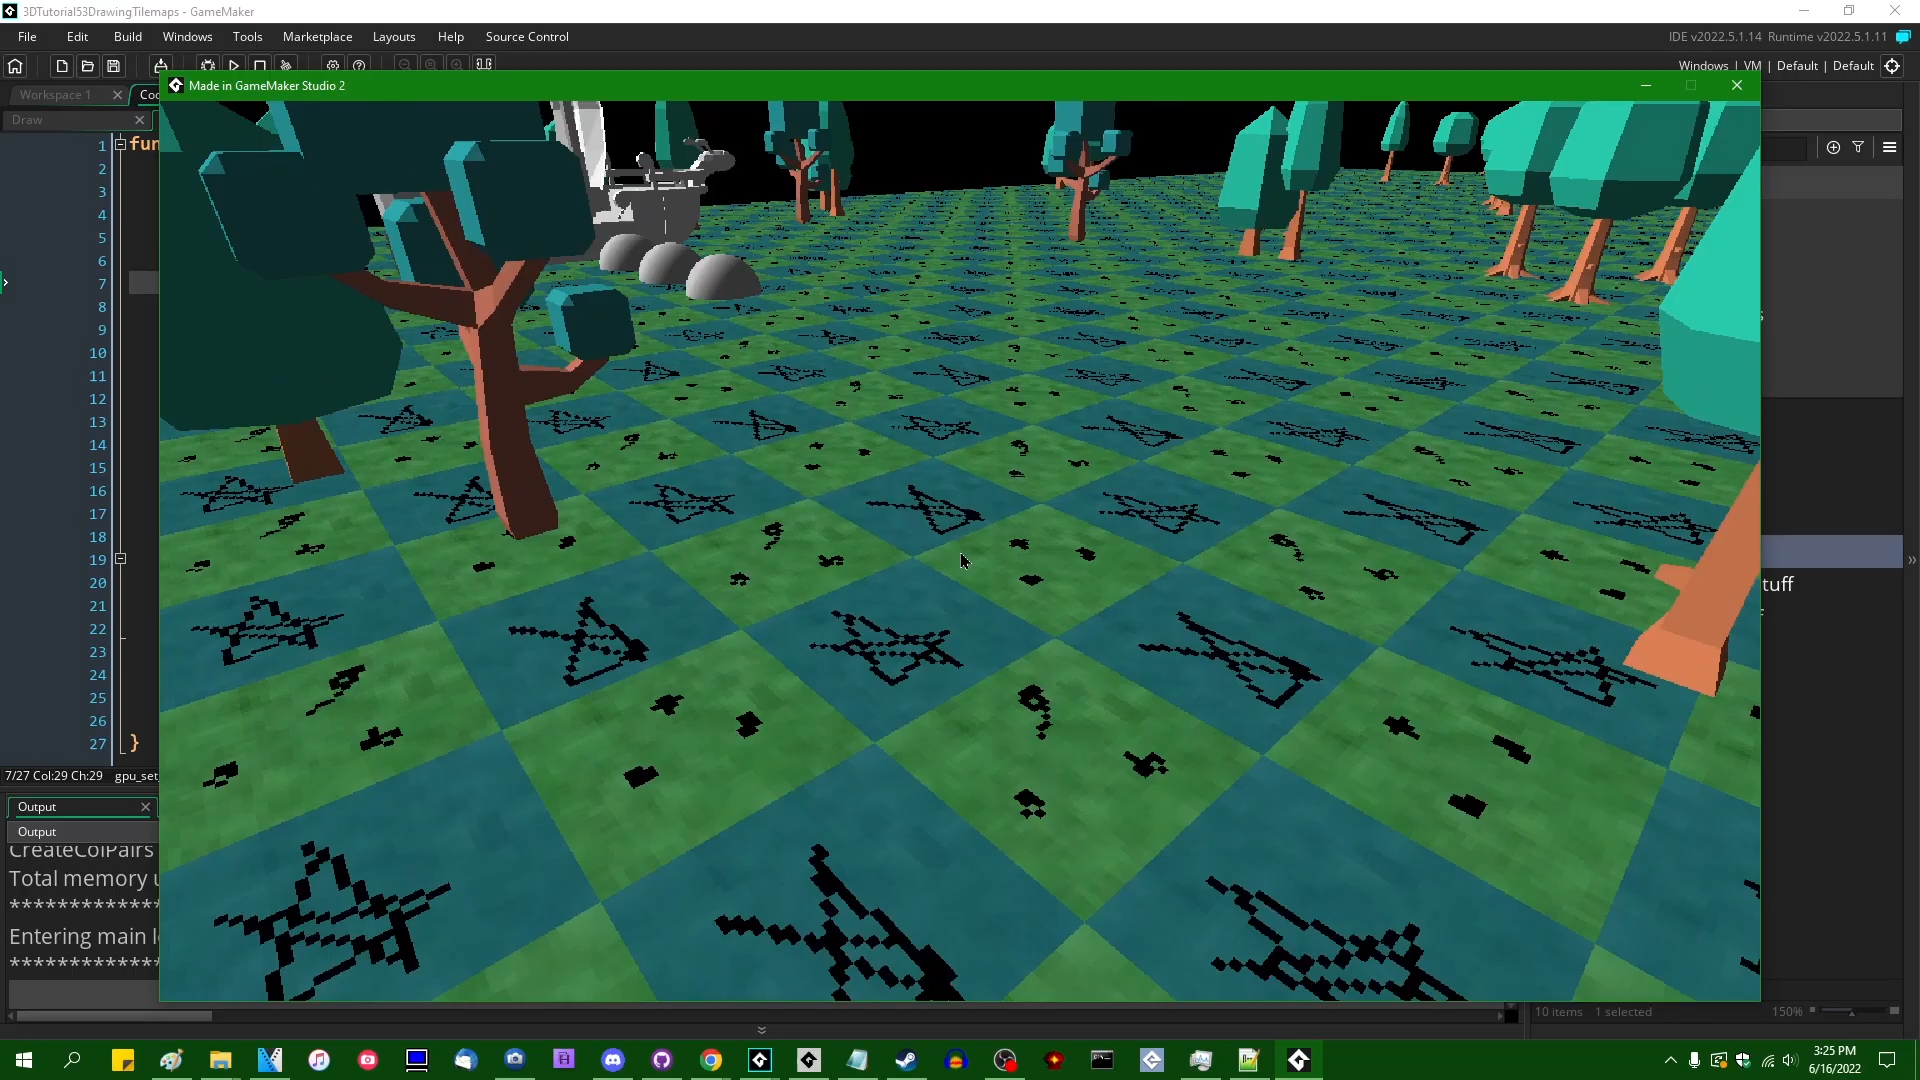 3DTutorial53DrawingTilemaps - GameMaker
File Edit Build Windows Tools Marketplace Layouts Help Source Control
IDE v2022.5.1.14 Runtime v2022.5.1.11
Windows | VM | Default | Default
Made in GameMaker Studio 2
Workspace 1
Draw
1
fun
2
3
4
5
6
7
8
9
10
11
12
13
14
15
16
17
18
19
20
21
22
23
24
25
26
27
}
tuff
7/27 Col:29 Ch:29 gpu_set
Output
Output
CreateColPairs
Total memory u
*************
Entering main l
*************
10 items 1 selected
150%
3:25 PM
6/16/2022